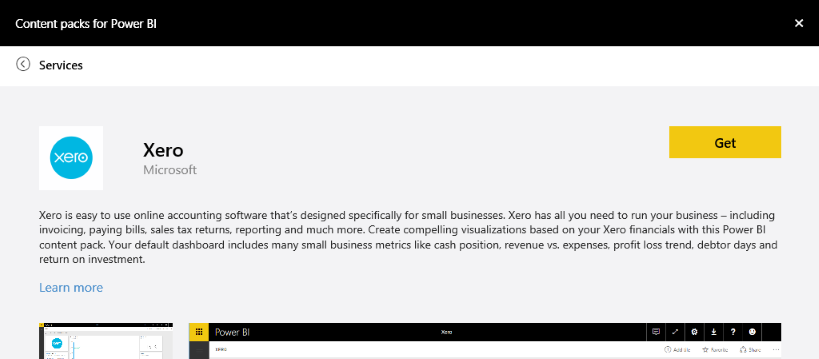 Content packs for Power BI
Services
xero
Xero
Microsoft
Get
Xero is easy to use online accounting software that's designed specifically for small businesses. Xero has all you need to run your business – including
invoicing, paying bills, sales tax returns, reporting and much more. Create compelling visualizations based on your Xero financials with this Power BI
content pack. Your default dashboard includes many small business metrics like cash position, revenue vs. expenses, profit loss trend, debtor days and
return on investment.
Learn more
Power BI
Xero
XERO
Add tile
Favorite
Share